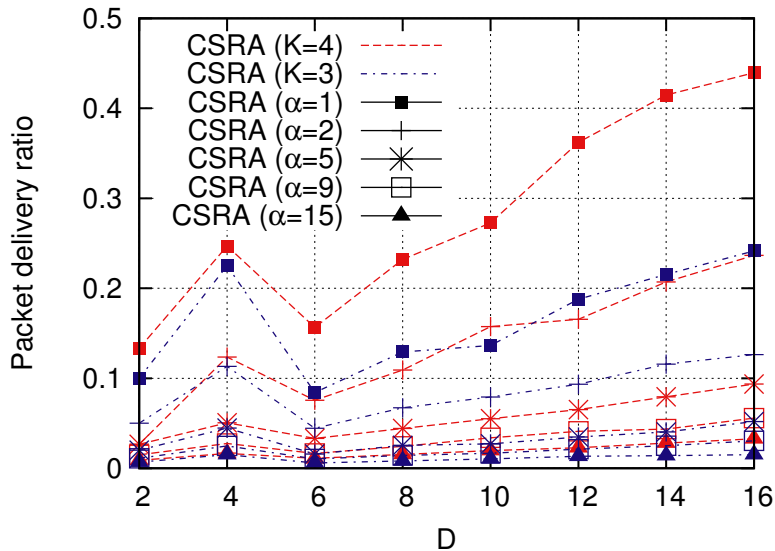 0.5
0.4
0.3
0.2
0.1
0
Packet delivery ratio
CSRA (K=4)
CSRA (K=3)
CSRA (α=1)
CSRA (α=2)
CSRA (α=5)
CSRA (α=9)
CSRA (α=15)
2 4 6 8 10 12 14 16
D